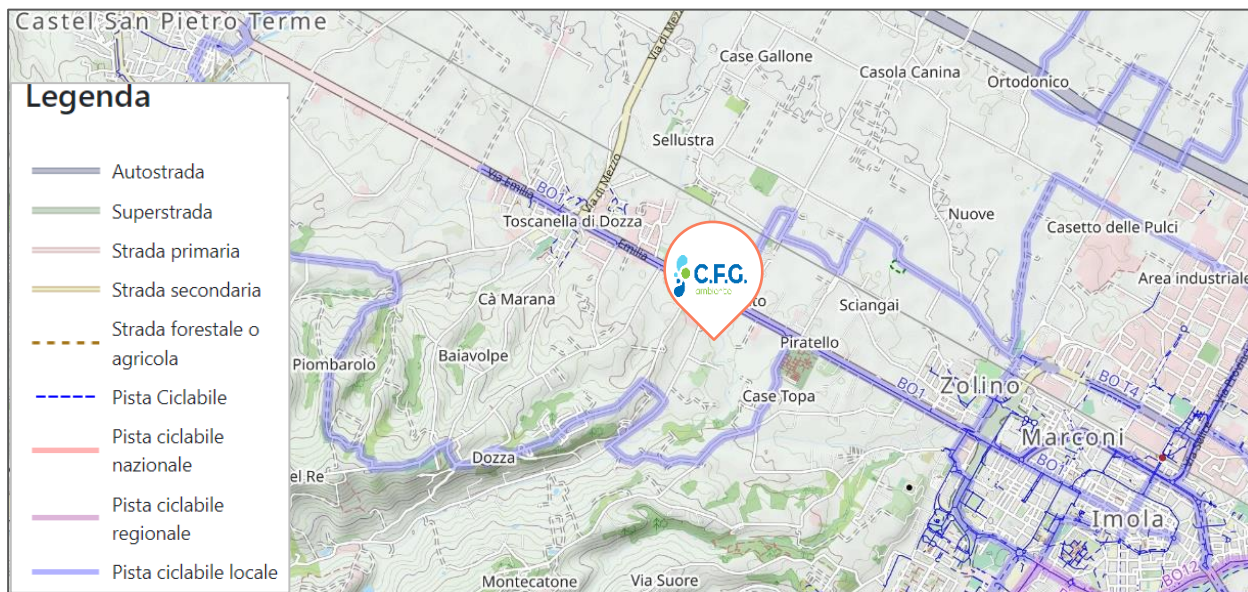 Castel San Pietro Terme
Legenda
Autostrada
Superstrada
Strada primaria
Strada secondaria
Strada forestale o
agricola
Pista Ciclabile
Pista ciclabile
nazionale
Pista ciclabile
regionale
Pista ciclabile locale
Via di Mezzo
Case Gallone
Casola Canina
Ortodonico
Sellustra
Via di Mezzo
Via Emilia
BO1
Toscanella di Dozza
Emilia
Nuove
Casetto delle Pulci
Area industriale
C.F.G.
ambiente
Cà Marana
Sciangai
Piombarolo
Baiavolpe
Piratello
BO1
Zolino
BO.T4
Case Topa
Marconi
BO1
Dozza
el Re
Imola
Montecatone
Via Suore
BO12